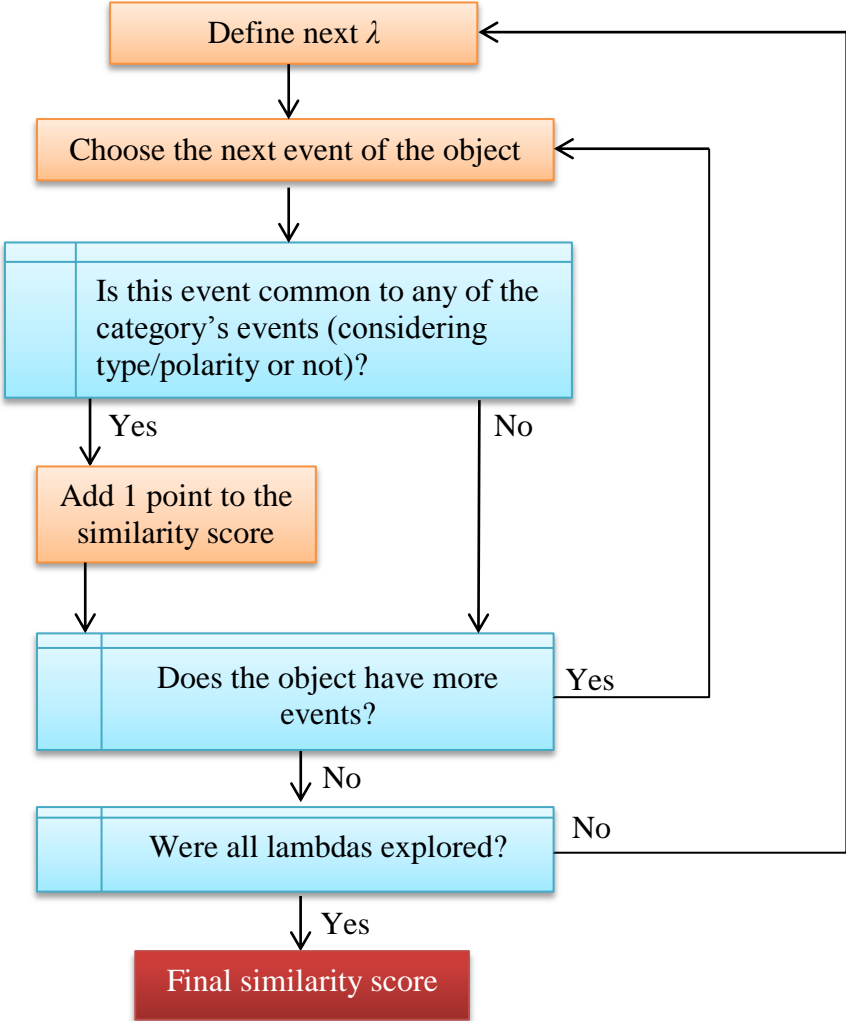 Define next λ
Choose the next event of the object
Is this event common to any of the
category’s events (considering
type/polarity or not)?
Yes
No
Add 1 point to the
similarity score
Does the object have more
events?
Yes
No
Were all lambdas explored?
No
Yes
Final similarity score